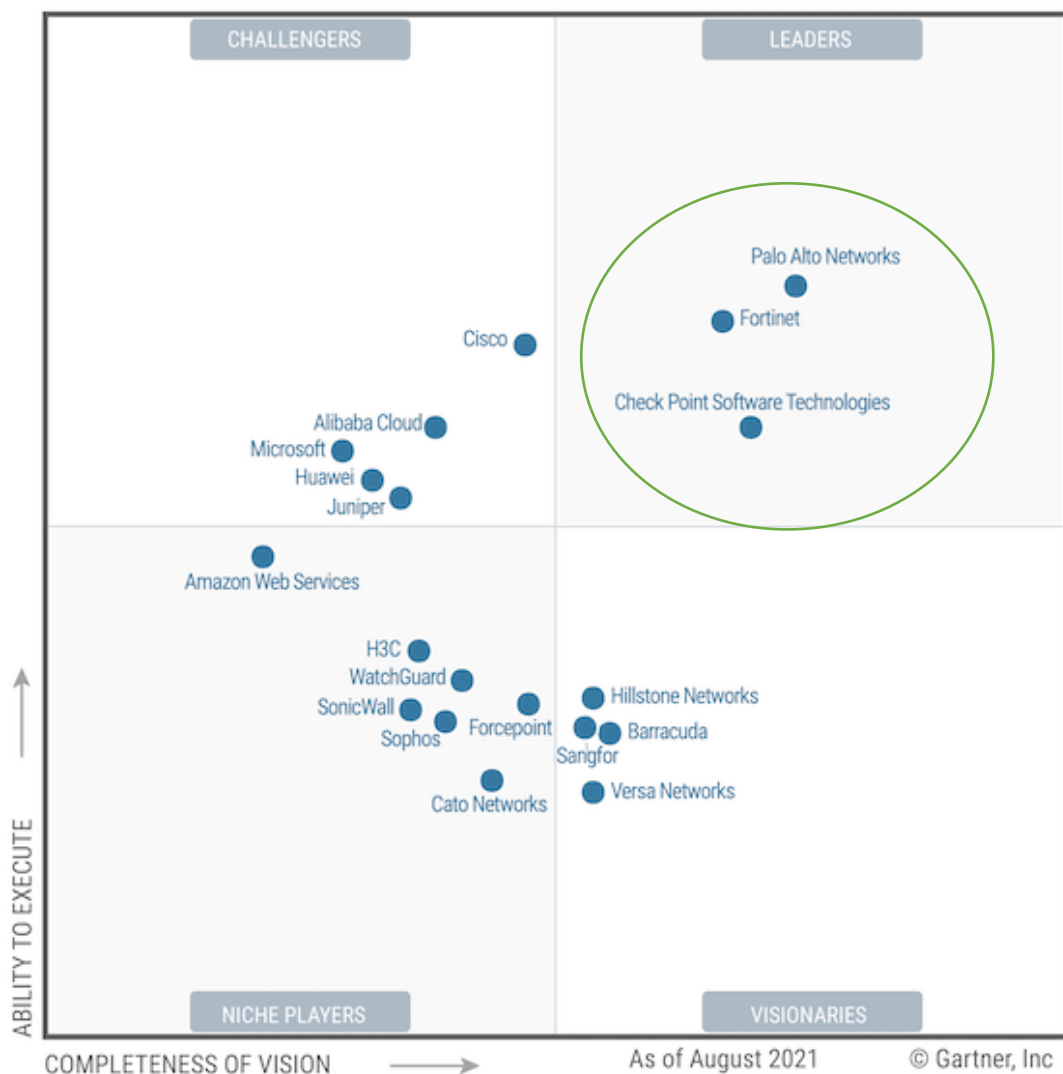 CHALLENGERS
LEADERS
Palo Alto Networks
Fortinet
Cisco
Check Point Software Technologies
Alibaba Cloud
Microsoft
Huawei
Juniper
Amazon Web Services
H3C
WatchGuard
SonicWall
Sophos
Forcepoint
Hillstone Networks
Barracuda
Sangfor
Cato Networks
Versa Networks
ABILITY TO EXECUTE
NICHE PLAYERS
VISIONARIES
COMPLETENESS OF VISION
As of August 2021
© Gartner, Inc